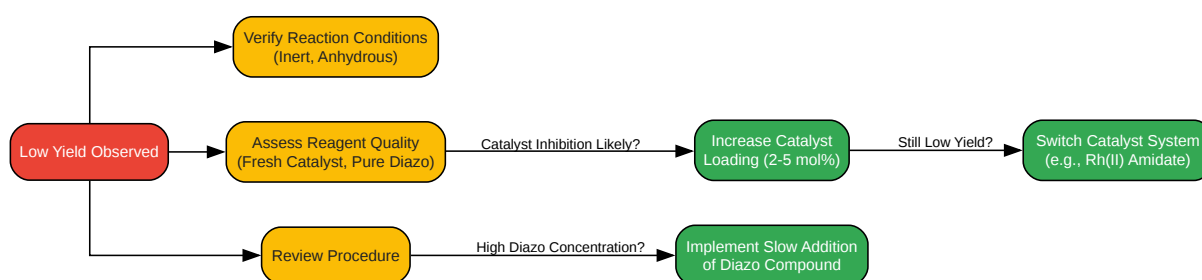 Verify Reaction Conditions
(Inert, Anhydrous)
Low Yield Observed
Assess Reagent Quality
(Fresh Catalyst, Pure Diazo)
Catalyst Inhibition Likely?
Increase Catalyst
Loading (2-5 mol%)
Still Low Yield?
Switch Catalyst System
(e.g., Rh(II) Amidate)
Review Procedure
High Diazo Concentration?
Implement Slow Addition
of Diazo Compound